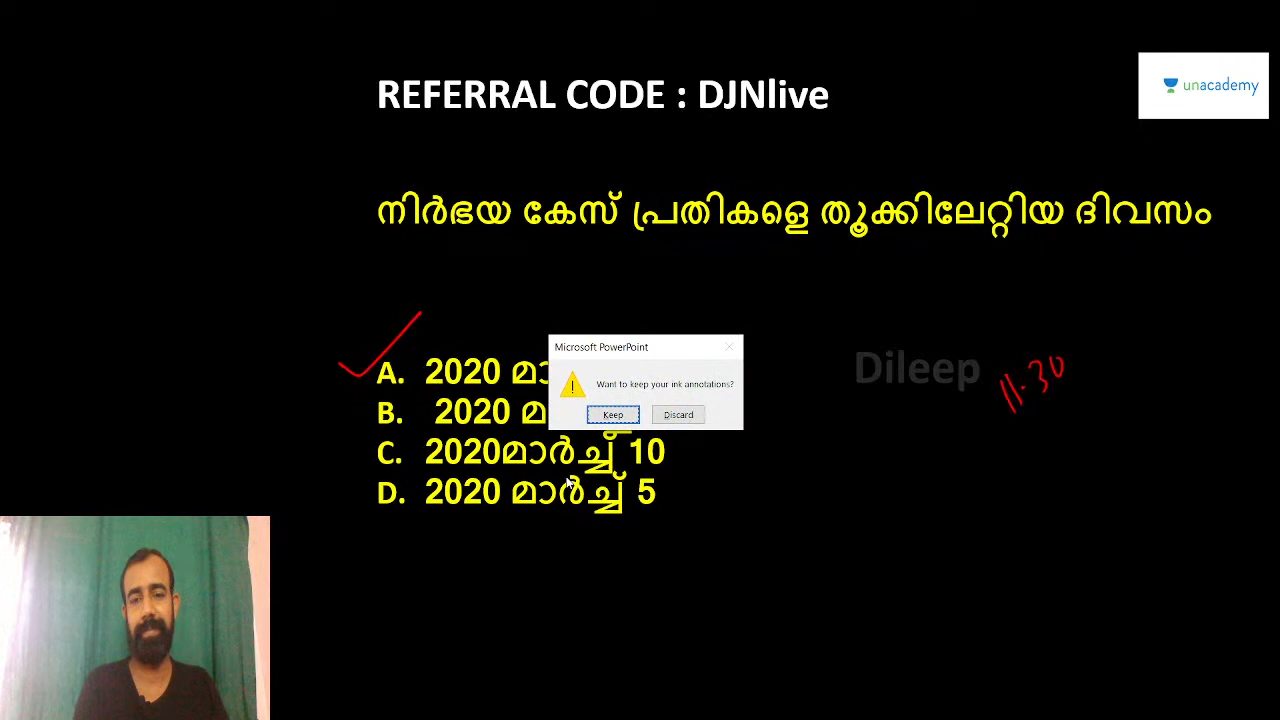 REFERRAL CODE : DJNlive
unacademy
നിർഭയ കേസ് പ്രതികളെ തൂക്കിലേറ്റിയ ദിവസം
A. 2020
B. 2020
C. 2020മാർച്ച് 10
D. 2020 മാർച്ച് 5
Microsoft PowerPoint
Want to keep your ink annotations?
Keep Discard
Dileep
11.30